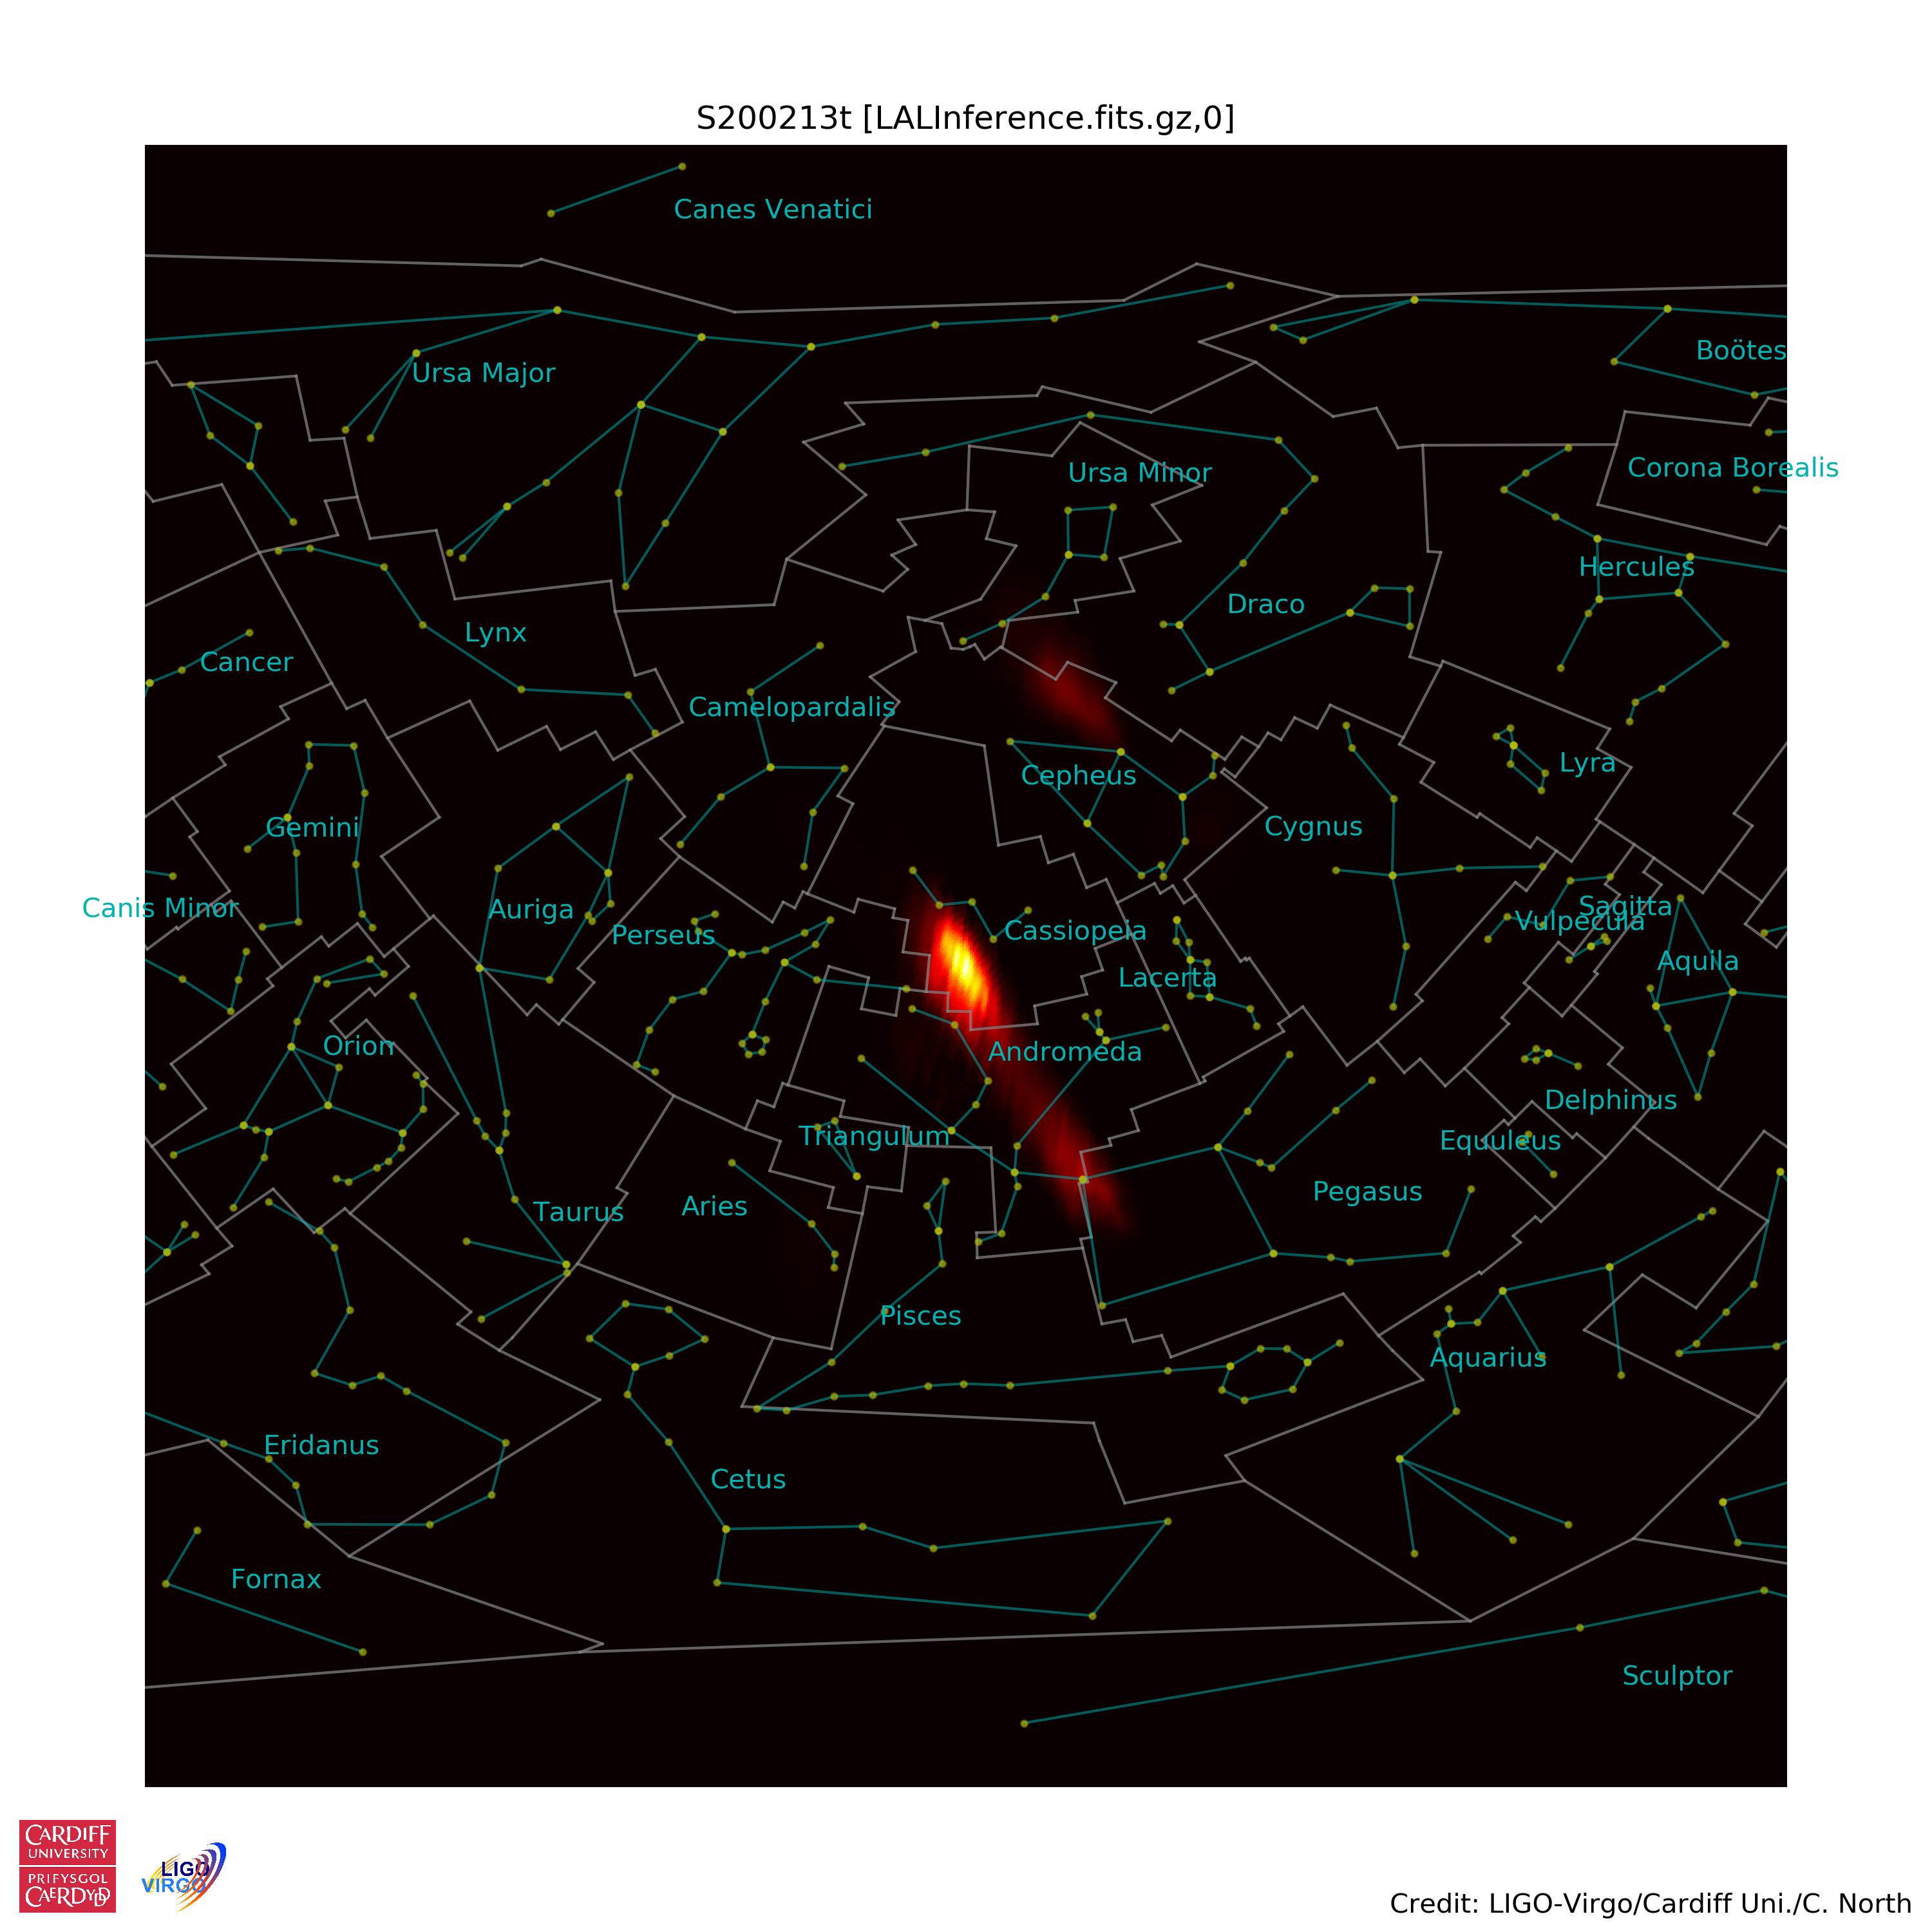 S200213t [LALInference.fits.gz,0]
Canes Venatici
Boötes
Ursa Major
Corona Borealis
Ursa Minor
Hercules
Draco
Lynx
Cancer
Camelopardalis
Lyra
Cepheus
Gemini
Cygnus
Canis Minor
Auriga
Sagitta
Vulpecula
Perseus
Cassiopeia
Aquila
Lacerta
Orion
Andromeda
Delphinus
Triangulum
Equuleus
Pegasus
Aries
Taurus
Pisces
Aquarius
Eridanus
Cetus
Fornax
Sculptor
CARDIFF
UNIVERSITY
PRIFYSGOL
CAERDYDD
LIGO
VIRGO
Credit: LIGO-Virgo/Cardiff Uni./C. North